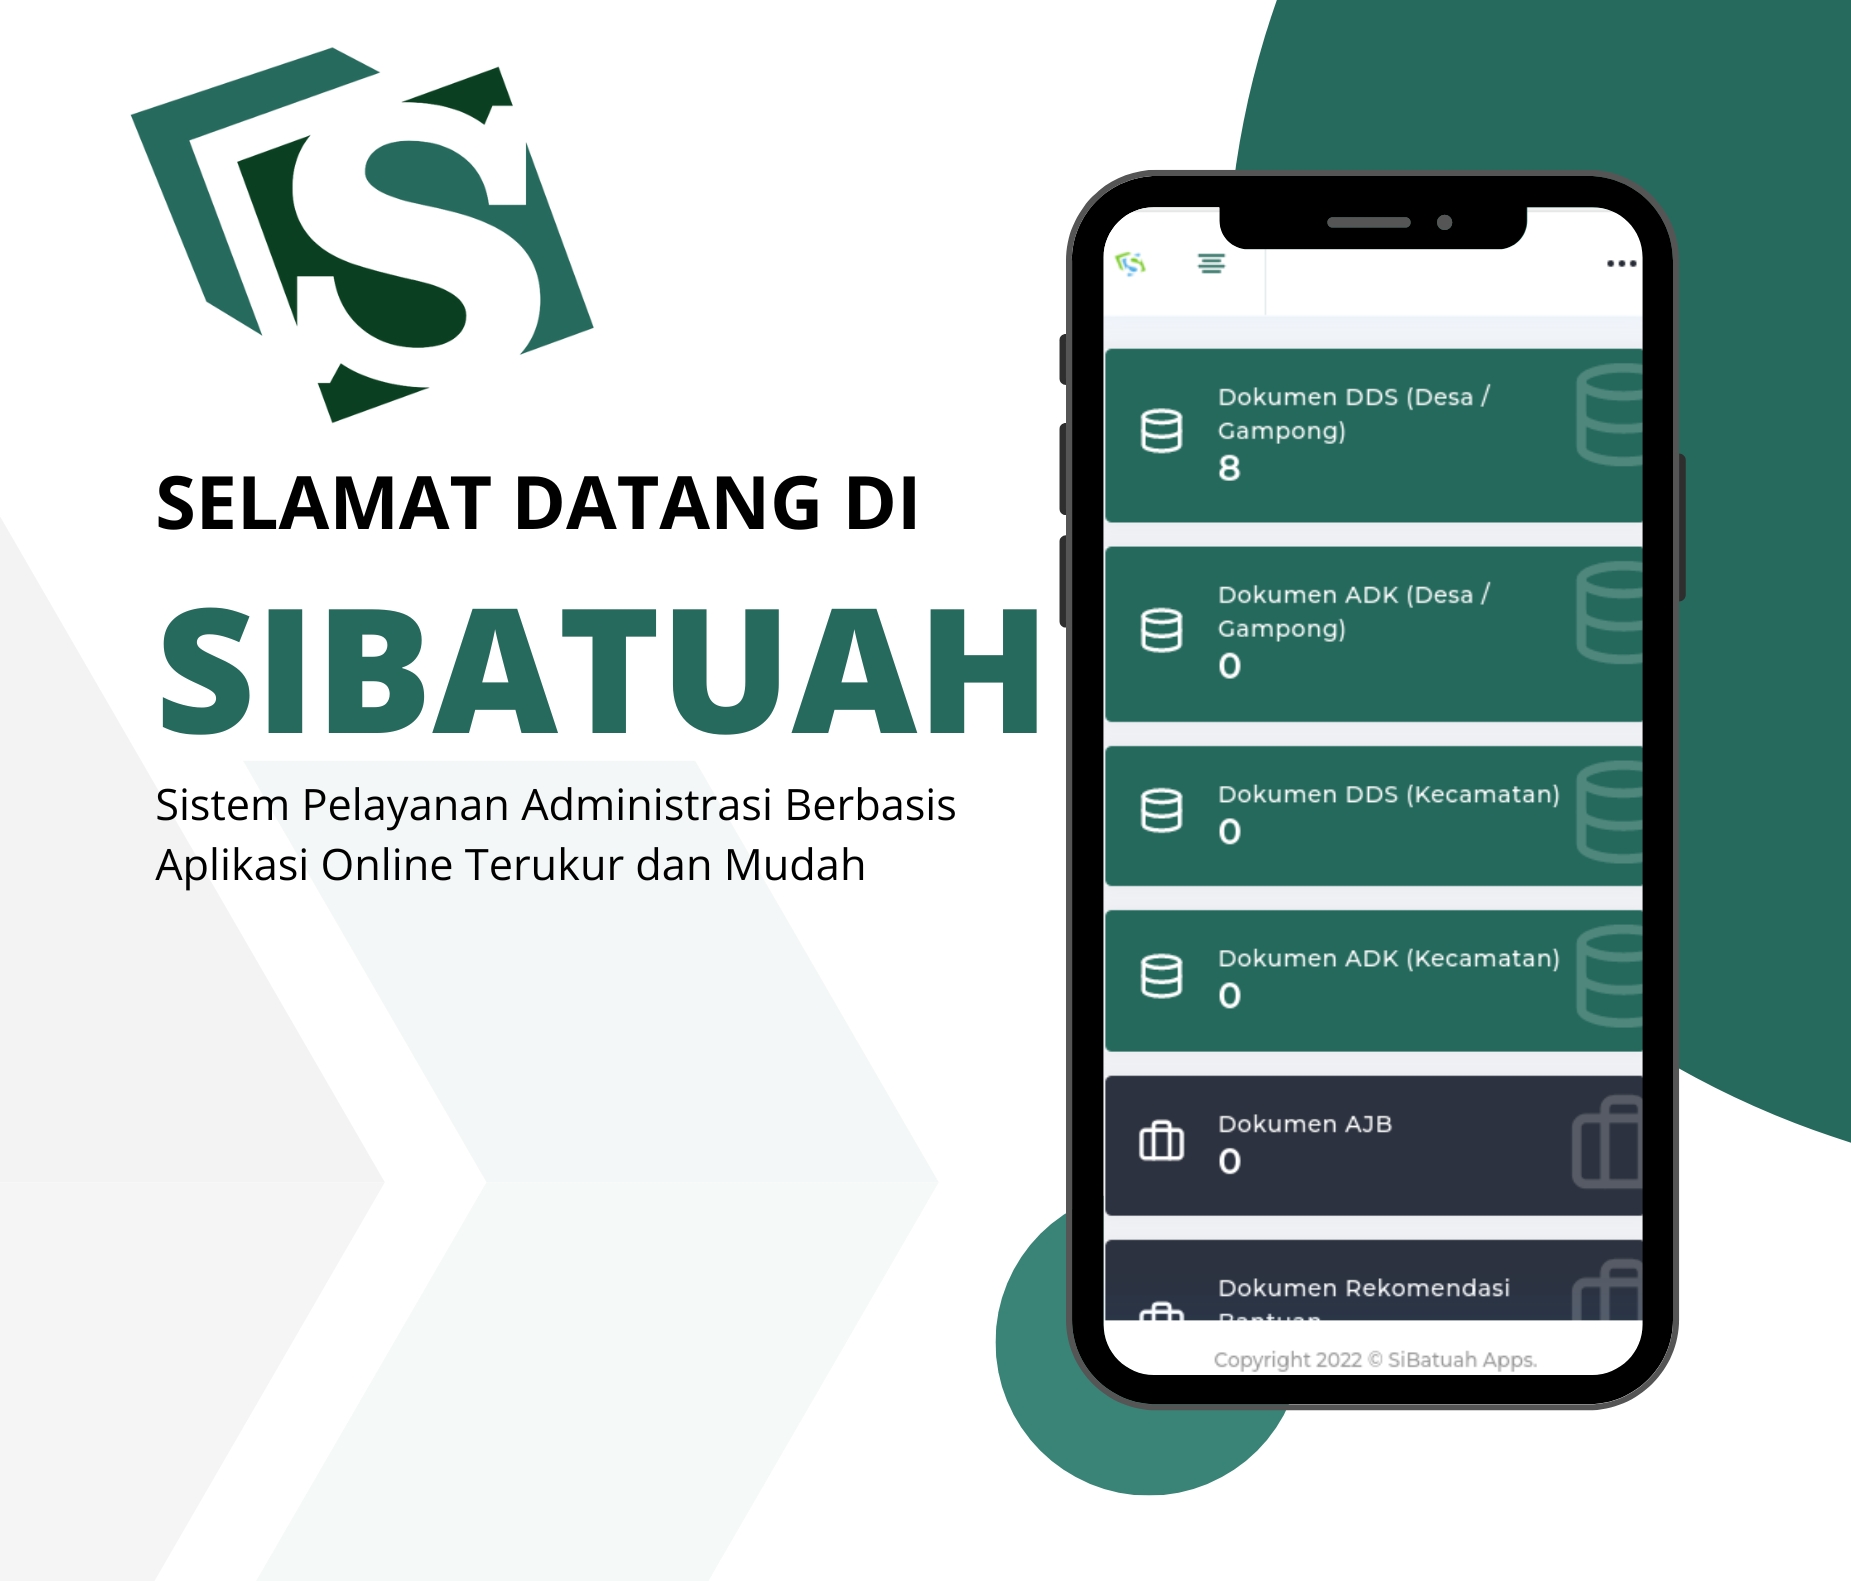 S
SELAMAT DATANG DI
SIBATUAH
Sistem Pelayanan Administrasi Berbasis
Aplikasi Online Terukur dan Mudah
Dokumen DDS (Desa /
Gampong)
8
Dokumen ADK (Desa /
Gampong)
0
Dokumen DDS (Kecamatan)
0
Dokumen ADK (Kecamatan)
0
Dokumen AJB
0
Dokumen Rekomendasi
Bantuan
Copyright 2022 © SiBatuah Apps.